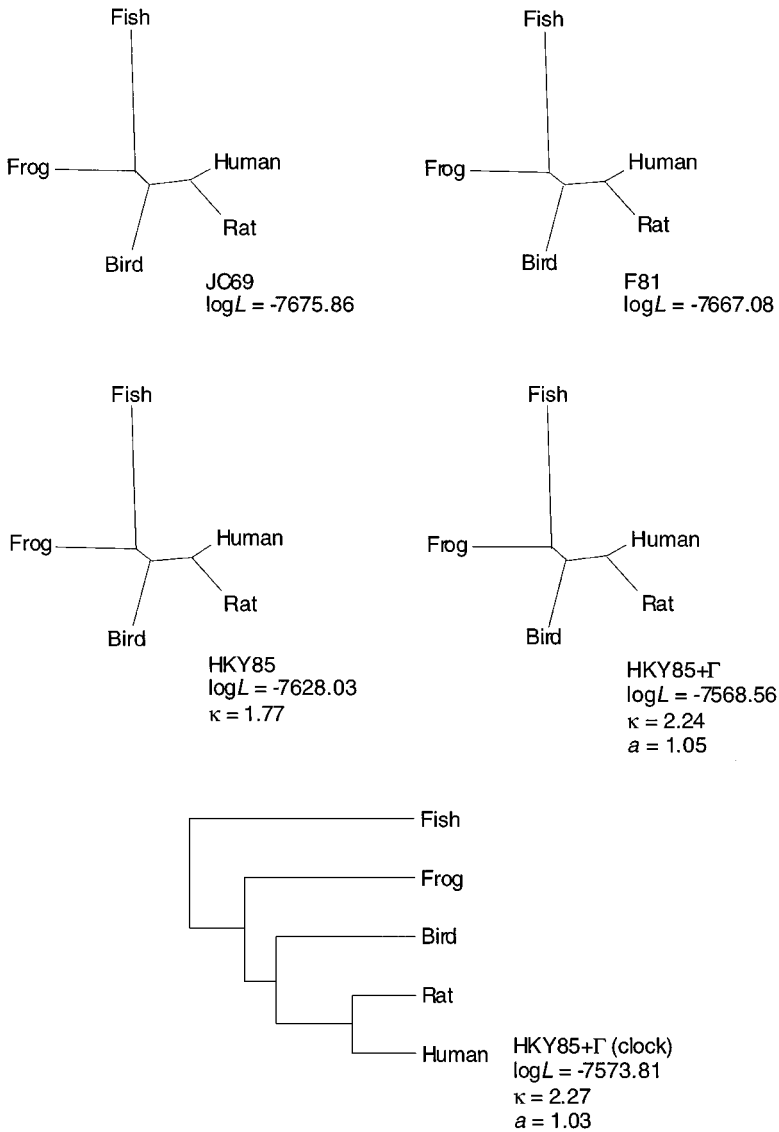 Fish
Frog
Human
Rat
Bird
JC69
logL = -7675.86
Fish
Frog
Human
Rat
Bird
F81
logL = -7667.08
Fish
Frog
Human
Rat
Bird
HKY85
logL = -7628.03
κ = 1.77
Fish
Frog
Human
Rat
Bird
HKY85+Γ
logL = -7568.56
κ = 2.24
a = 1.05
Fish
Frog
Bird
Rat
Human
HKY85+Γ (clock)
logL = -7573.81
κ = 2.27
a = 1.03